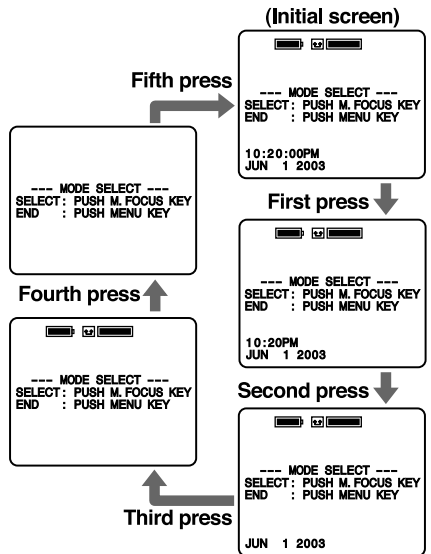 (Initial screen)
--- MODE SELECT ---
SELECT: PUSH M. FOCUS KEY
END : PUSH MENU KEY
10:20:00PM
JUN 1 2003
First press
--- MODE SELECT ---
SELECT: PUSH M. FOCUS KEY
END : PUSH MENU KEY
10:20PM
JUN 1 2003
Second press
--- MODE SELECT ---
SELECT: PUSH M. FOCUS KEY
END : PUSH MENU KEY
JUN 1 2003
Third press
--- MODE SELECT ---
SELECT: PUSH M. FOCUS KEY
END : PUSH MENU KEY
Fourth press
--- MODE SELECT ---
SELECT: PUSH M. FOCUS KEY
END : PUSH MENU KEY
Fifth press